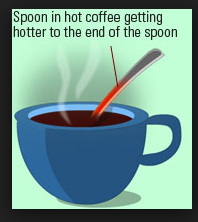 Spoon in hot coffee getting
hotter to the end of the spoon